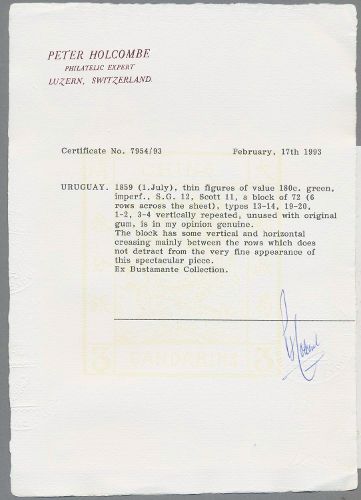 PETER HOLCOMBE
PHILATELIC EXPERT
LUZERN, SWITZERLAND.
Certificate No. 7954/93 February, 17th 1993
URUGUAY. 1859 (1.July), thin figures of value 180c. green,
imperf., S.G. 12, Scott 11, a block of 72 (6
rows across the sheet), types 13-14, 19-20,
1-2, 3-4 vertically repeated, unused with original
gum, is in my opinion genuine.
The block has some vertical and horizontal
creasing mainly between the rows which does
not detract from the very fine appearance of
this spectacular piece.
Ex Bustamante Collection.